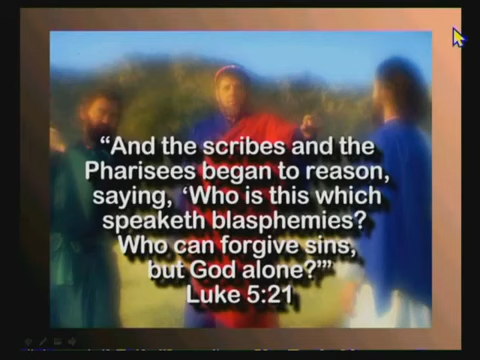 “And the scribes and the
Pharisees began to reason,
saying, ‘Who is this which
speaketh blasphemies?
Who can forgive sins,
but God alone?’”
Luke 5:21